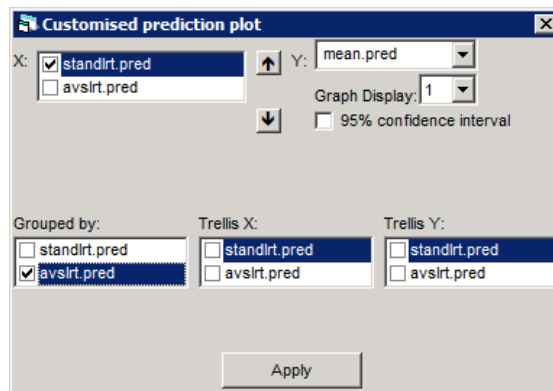 Customised prediction plot
X: standlrt.pred
avslrt.pred
Y: mean.pred
Graph Display: 1
95% confidence interval
Grouped by: Trellis X: Trellis Y:
standlrt.pred standlrt.pred standlrt.pred
avslrt.pred avslrt.pred avslrt.pred
Apply